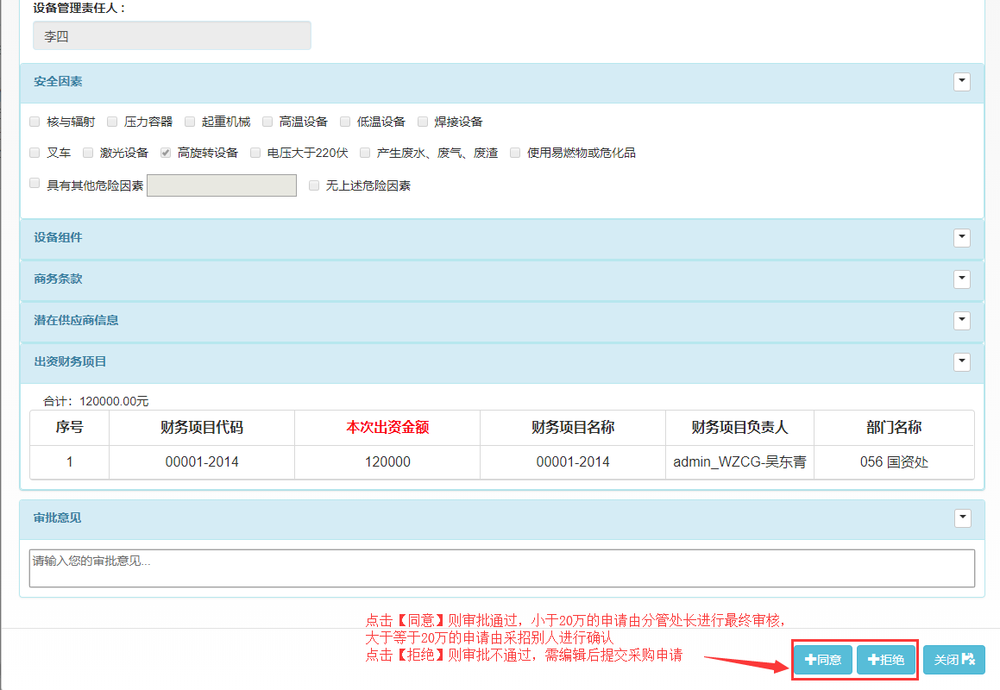 设备管理责任人：
李四
安全因素
核与辐射 压力容器 起重机械 高温设备 低温设备 焊接设备
叉车 激光设备 高旋转设备 电压大于220伏 产生废水、废气、废渣 使用易燃物或危化品
具有其他危险因素 无上述危险因素
设备组件
商务条款
潜在供应商信息
出资财务项目
合计：120000.00元
序号 财务项目代码 本次出资金额 财务项目名称 财务项目负责人 部门名称
1 00001-2014 120000 00001-2014 admin_WZCG-吴东青 056 国资处
审批意见
请输入您的审批意见...
点击【同意】则审批通过，小于20万的申请由分管处长进行最终审核，
大于等于20万的申请由采招别人进行确认
点击【拒绝】则审批不通过，需编辑后提交采购申请
同意 拒绝 关闭